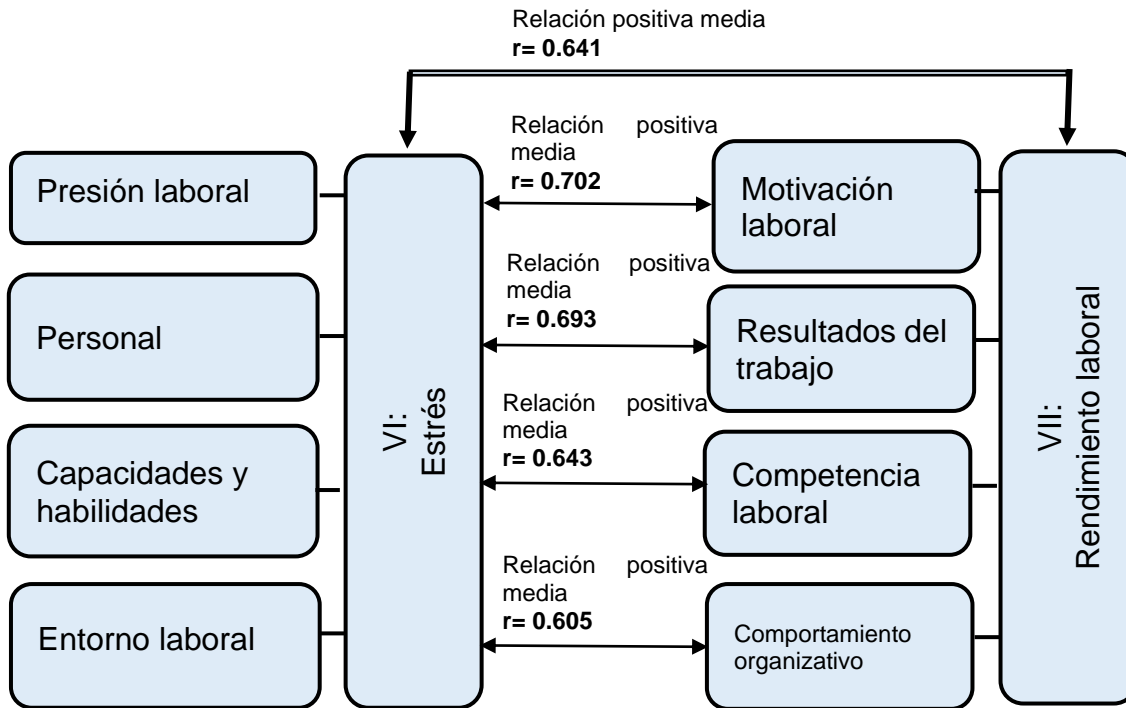 Relación positiva media
r= 0.641
Presión laboral
Personal
Capacidades y
habilidades
Entorno laboral
VI:
Estrés
Relación positiva
media
r= 0.702
Relación positiva
media
r= 0.693
Relación positiva
media
r= 0.643
Relación positiva
media
r= 0.605
Motivación
laboral
Resultados del
trabajo
Competencia
laboral
Comportamiento
organizativo
VII:
Rendimiento laboral